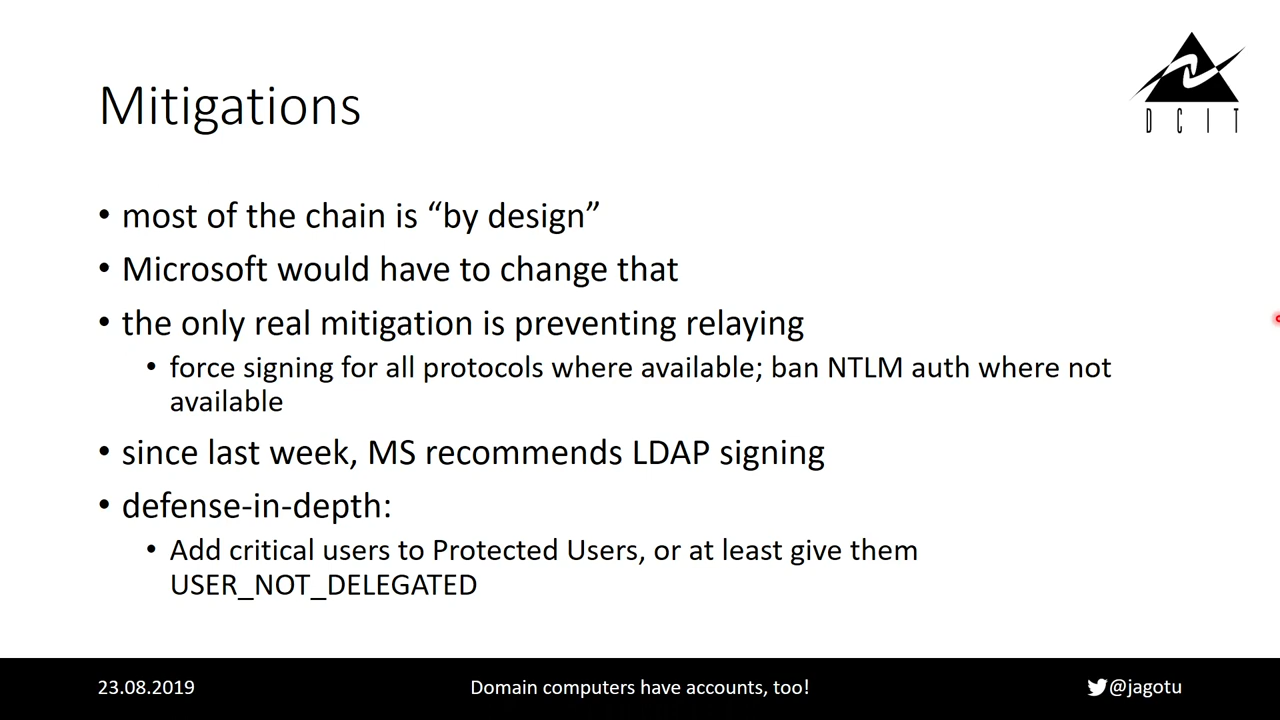 Mitigations
DCIT
• most of the chain is “by design”
• Microsoft would have to change that
• the only real mitigation is preventing relaying
• force signing for all protocols where available; ban NTLM auth where not
available
• since last week, MS recommends LDAP signing
• defense-in-depth:
• Add critical users to Protected Users, or at least give them
USER_NOT_DELEGATED
23.08.2019
Domain computers have accounts, too!
@jagotu